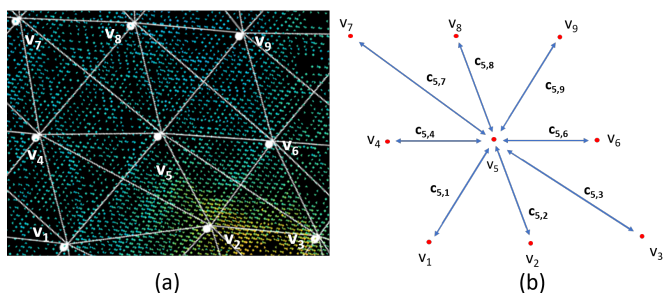 v7 v8 v9
v4 v5 v6
v1 v2 v3
(a)
v7 v8 v9
c5,7 c5,8 c5,9
v4 c5,4 c5,6 v6
v5
c5,1 c5,2 c5,3
v1 v2 v3
(b)